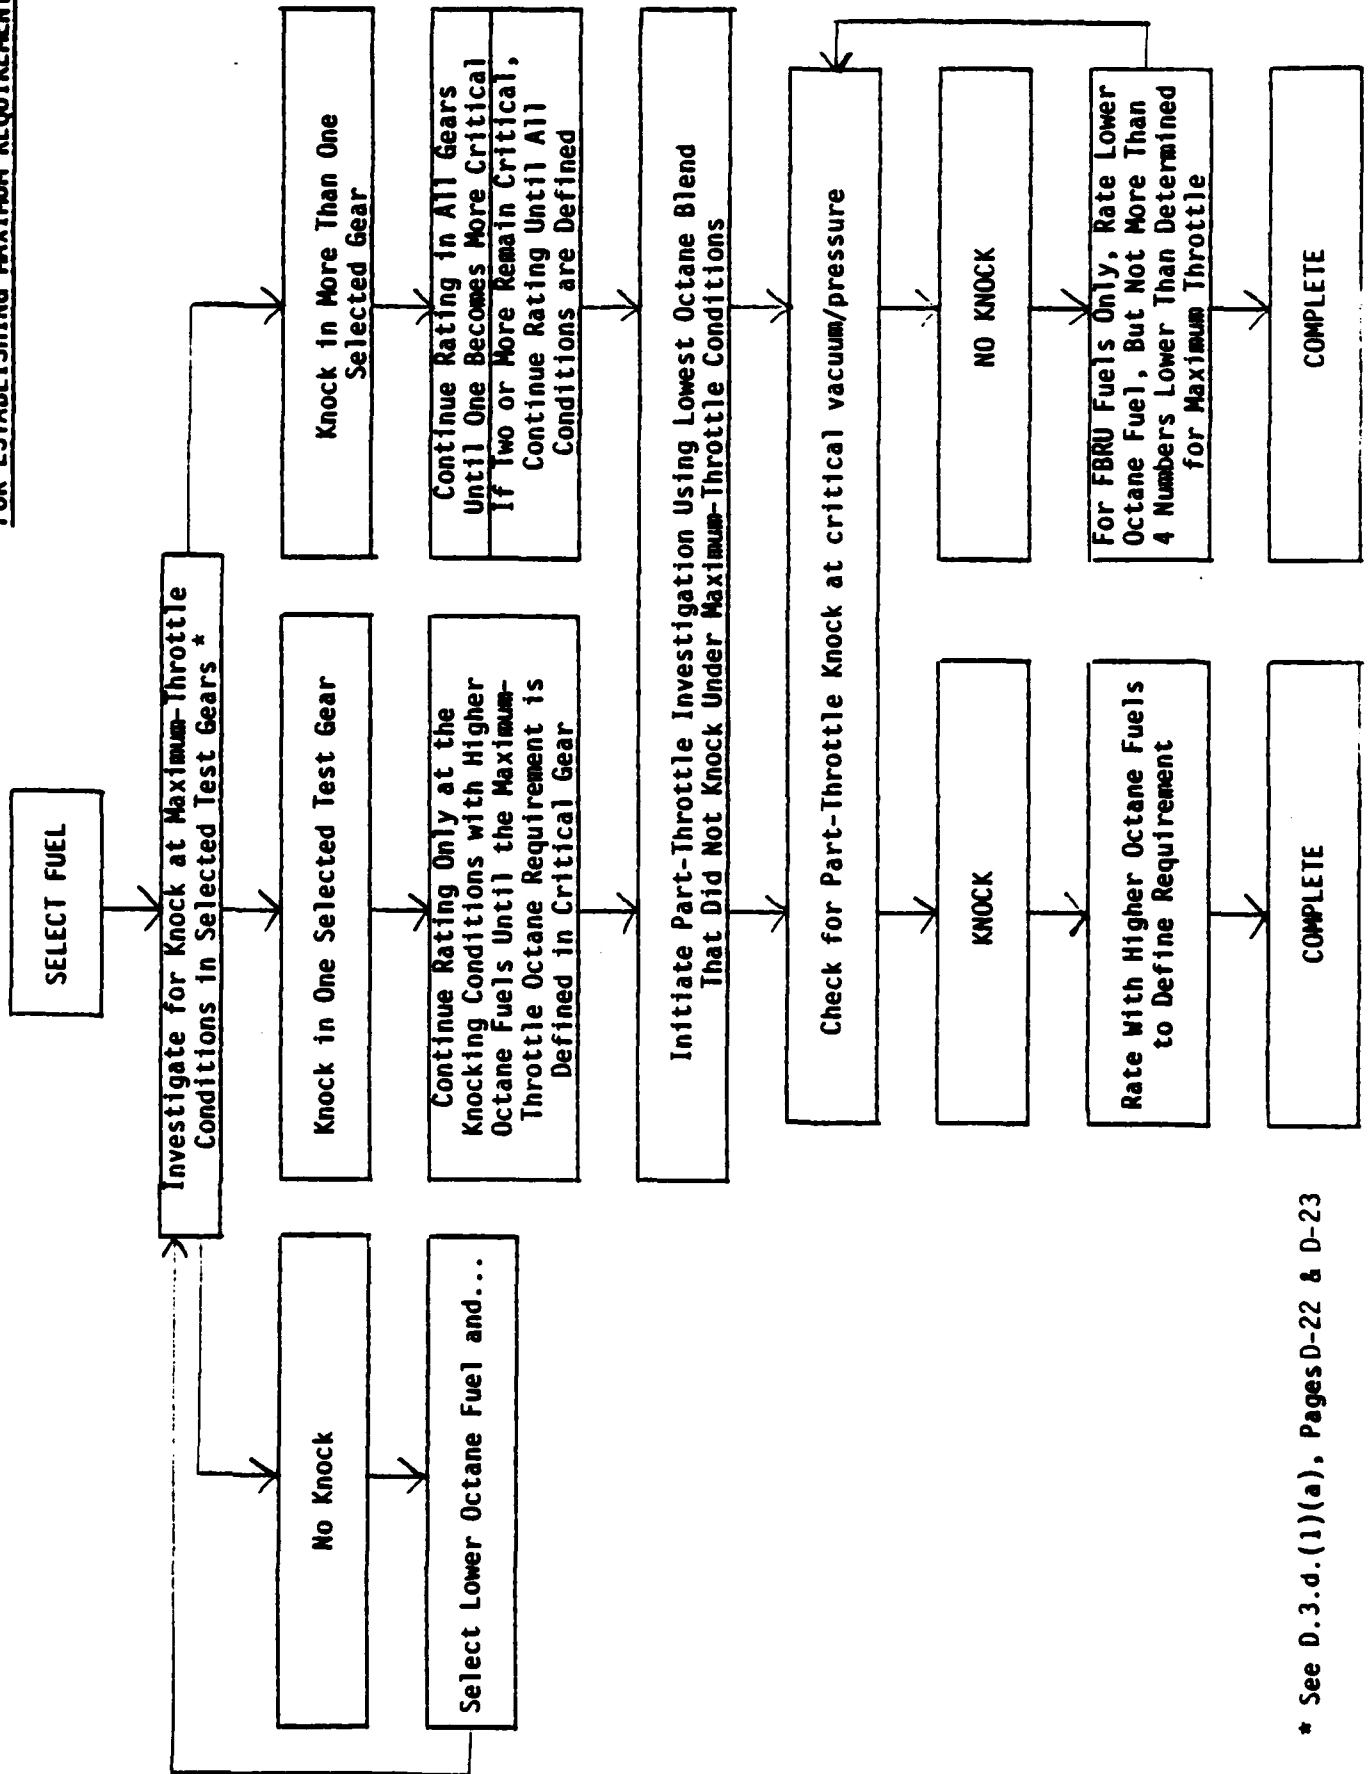 FOR ESTABLISHING MAXIMUM REQUIREMENT
SELECT FUEL
Investigate for Knock at Maximum-Throttle
Conditions in Selected Test Gears *
No Knock
Select Lower Octane Fuel and...
Knock in One Selected Test Gear
Continue Rating Only at the
Knocking Conditions with Higher
Octane Fuels Until the Maximum-
Throttle Octane Requirement is
Defined in Critical Gear
Knock in More Than One
Selected Gear
Continue Rating in All Gears
Until One Becomes More Critical
If Two or More Remain Critical,
Continue Rating Until All
Conditions are Defined
Initiate Part-Throttle Investigation Using Lowest Octane Blend
That Did Not Knock Under Maximum-Throttle Conditions
Check for Part-Throttle Knock at critical vacuum/pressure
KNOCK
Rate With Higher Octane Fuels
to Define Requirement
COMPLETE
NO KNOCK
For FBRU Fuels Only, Rate Lower
Octane Fuel, But Not More Than
4 Numbers Lower Than Determined
for Maximum Throttle
COMPLETE
* See D.3.d.(1)(a), Pages D-22 & D-23